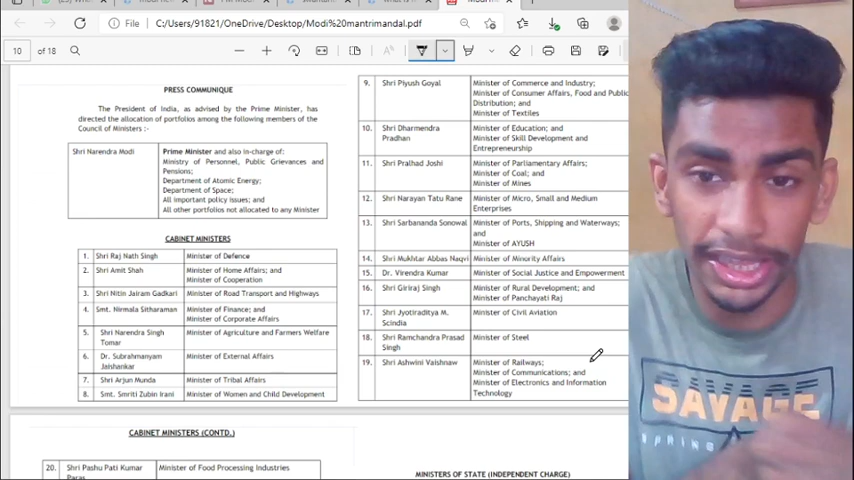 File
C:/Users/91821/OneDrive/Desktop/Modi%20mantrimandal.pdf
10 of 18
PRESS COMMUNIQUE
The President of India, as advised by the Prime Minister, has
directed the allocation of portfolios among the following members of the
Council of Ministers :-
Shri Narendra Modi
Prime Minister and also in-charge of:
Ministry of Personnel, Public Grievances and
Pensions;
Department of Atomic Energy;
Department of Space;
All important policy issues; and
All other portfolios not allocated to any Minister
CABINET MINISTERS
1. Shri Raj Nath Singh Minister of Defence
2. Shri Amit Shah Minister of Home Affairs; and
Minister of Cooperation
3. Shri Nitin Jairam Gadkari Minister of Road Transport and Highways
4. Smt. Nirmala Sitharaman Minister of Finance; and
Minister of Corporate Affairs
5. Shri Narendra Singh Minister of Agriculture and Farmers Welfare
Tomar
6. Dr. Subrahmanyam Minister of External Affairs
Jaishankar
7. Shri Arjun Munda Minister of Tribal Affairs
8. Smt. Smriti Zubin Irani Minister of Women and Child Development
9. Shri Piyush Goyal Minister of Commerce and Industry;
Minister of Consumer Affairs, Food and Public
Distribution; and
Minister of Textiles
10. Shri Dharmendra Minister of Education; and
Pradhan Minister of Skill Development and
Entrepreneurship
11. Shri Pralhad Joshi Minister of Parliamentary Affairs;
Minister of Coal; and
Minister of Mines
12. Shri Narayan Tatu Rane Minister of Micro, Small and Medium
Enterprises
13. Shri Sarbananda Sonowal Minister of Ports, Shipping and Waterways;
and
Minister of AYUSH
14. Shri Mukhtar Abbas Naqvi Minister of Minority Affairs
15. Dr. Virendra Kumar Minister of Social Justice and Empowerment
16. Shri Giriraj Singh Minister of Rural Development; and
Minister of Panchayati Raj
17. Shri Jyotiraditya M. Minister of Civil Aviation
Scindia
18. Shri Ramchandra Prasad Minister of Steel
Singh
19. Shri Ashwini Vaishnaw Minister of Railways;
Minister of Communications; and
Minister of Electronics and Information
Technology
CABINET MINISTERS (CONTD.)
20. Shri Pashu Pati Kumar Minister of Food Processing Industries
Paras
MINISTERS OF STATE (INDEPENDENT CHARGE)
SAVAGE
SPRING